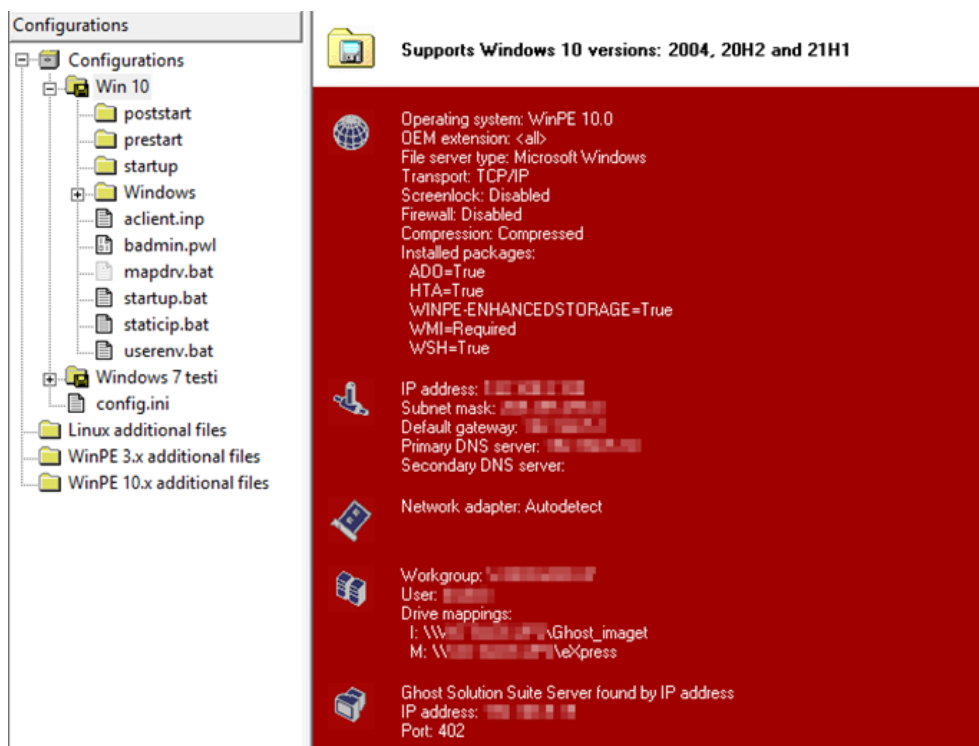 Configurations
Configurations
Win 10
poststart
prestart
startup
Windows
aclient.inp
badmin.pwl
mapdrv.bat
startup.bat
staticip.bat
userenv.bat
Windows 7 testi
config.ini
Linux additional files
WinPE 3.x additional files
WinPE 10.x additional files
Supports Windows 10 versions: 2004, 20H2 and 21H1
Operating system: WinPE 10.0
OEM extension: <all>
File server type: Microsoft Windows
Transport: TCP/IP
Screenlock: Disabled
Firewall: Disabled
Compression: Compressed
Installed packages:
ADO=True
HTA=True
WINPE-ENHANCEDSTORAGE=True
WMI=Required
WSH=True
IP address:
Subnet mask:
Default gateway:
Primary DNS server:
Secondary DNS server:
Network adapter: Autodetect
Workgroup:
User:
Drive mappings:
I: \\ \Ghost_imaget
M: \\ \eXpress
Ghost Solution Suite Server found by IP address
IP address:
Port: 402